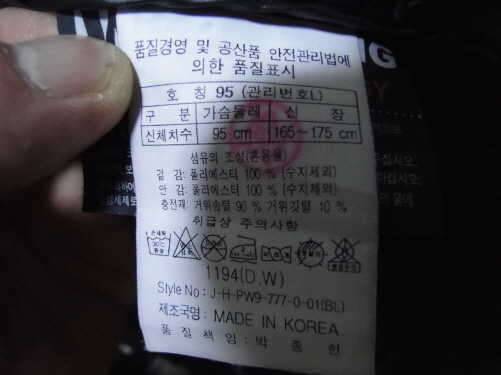 품질경영 및 공산품 안전관리법에
의한 품질표시
호 칭 95 (관리번호L)
구 분 가슴둘레 신 장
신체치수 95 cm 165~175 cm
섬유의 조성(혼용율)
겉 감: 폴리에스터 100 % (수지제외)
안 감: 폴리에스터 100 % (수지제외)
충전재: 거위솜털 90 % 거위깃털 10 %
취급상 주의사항
1194(D.W)
Style No : J-H-PW9-777-0-01(BL)
제조국명: MADE IN KOREA.
품 질 책 임: 박 종 현